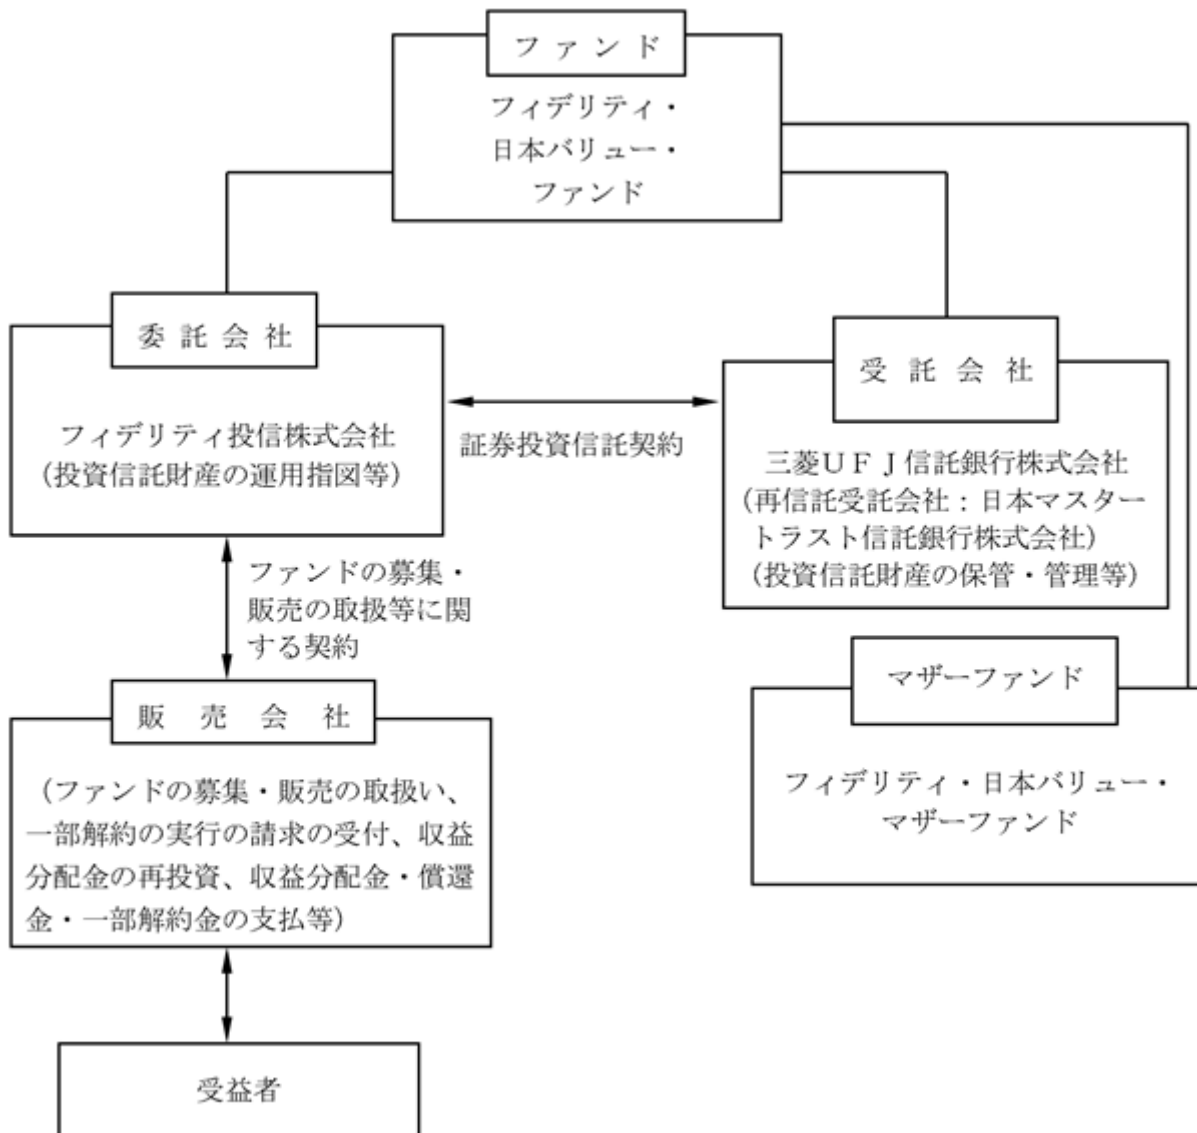 ファンド
フィデリティ・
日本バリュー・
ファンド
委託会社
フィデリティ投信株式会社
(投資信託財産の運用指図等)
証券投資信託契約
受託会社
三菱ＵＦＪ信託銀行株式会社
(再信託受託会社：日本マスター
トラスト信託銀行株式会社)
(投資信託財産の保管・管理等)
ファンドの募集・
販売の取扱等に関
する契約
マザーファンド
フィデリティ・日本バリュー・
マザーファンド
販売会社
(ファンドの募集・販売の取扱い、
一部解約の実行の請求の受付、収益
分配金の再投資、収益分配金・償還
金・一部解約金の支払等)
受益者